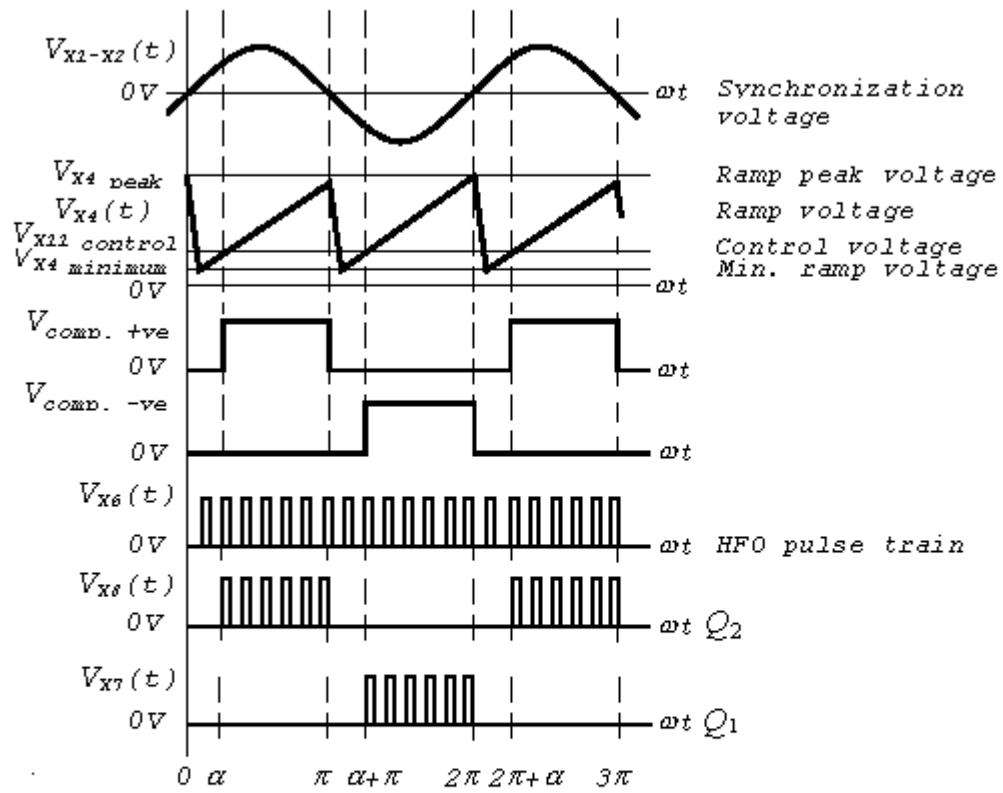 V_X1-X2(t)
0V ωt Synchronization
voltage
V_X4 peak Ramp peak voltage
V_X4(t) Ramp voltage
V_X11 control Control voltage
V_X4 minimum Min. ramp voltage
0V ωt
V_comp. +ve
0V ωt
V_comp. -ve
0V ωt
V_X6(t)
0V ωt HFO pulse train
V_X8(t)
0V ωt Q_2
V_X7(t)
0V ωt Q_1
0 α π α+π 2π 2π+α 3π